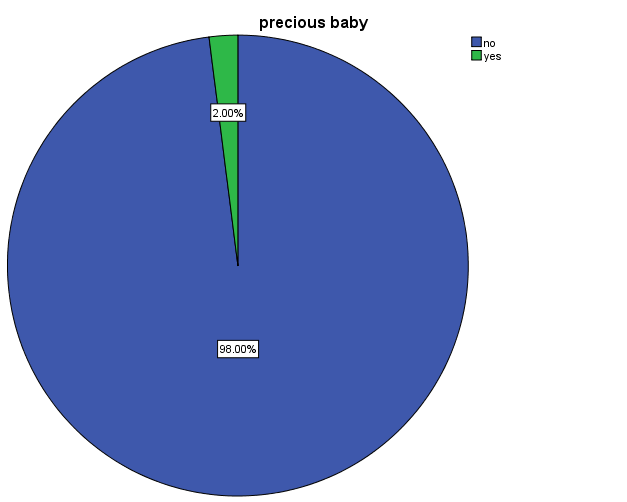 precious baby
no
yes
2.00%
98.00%